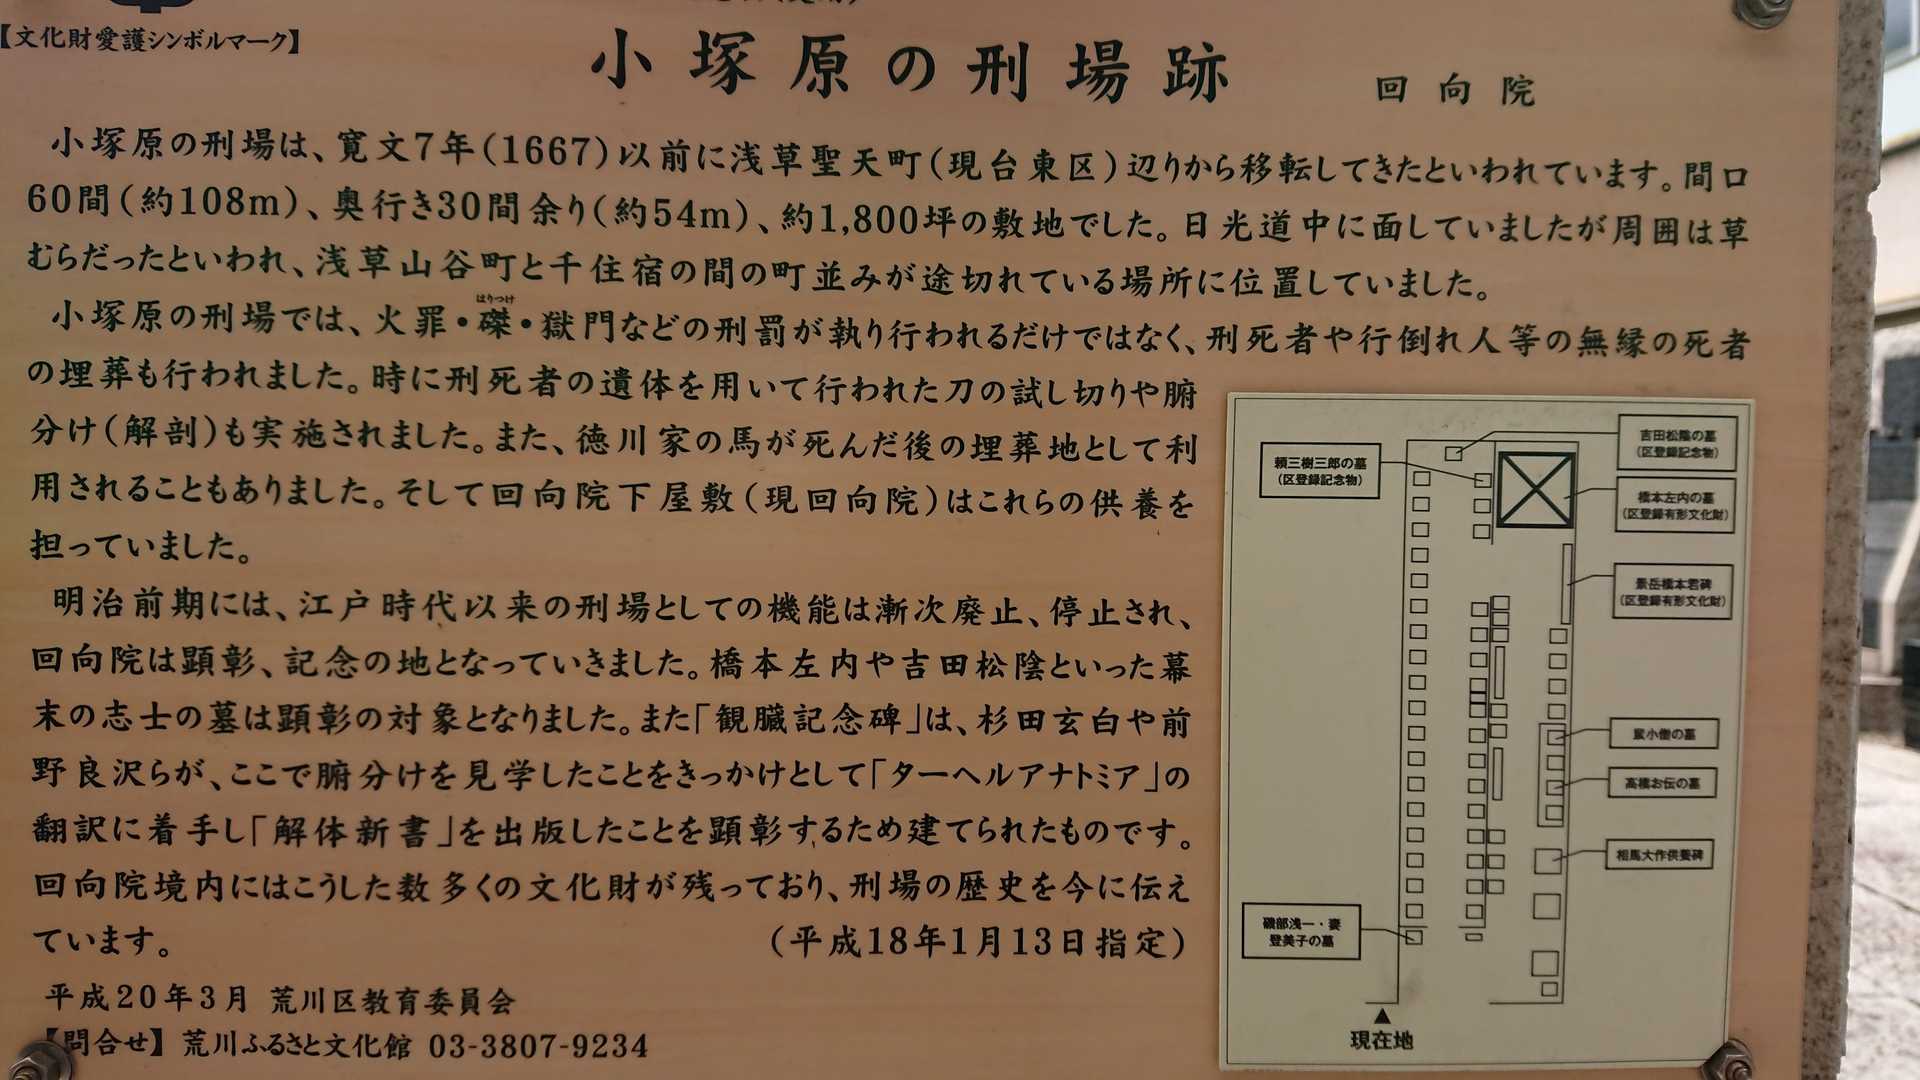 【文化財愛護シンボルマーク】
小塚原の刑場跡
回向院
小塚原の刑場は、寛文7年(1667)以前に浅草聖天町(現台東区)辺りから移転してきたといわれています。間口
60間(約108m)、奥行き30間余り(約54m)、約1,800坪の敷地でした。日光道中に面していましたが周囲は草
むらだったといわれ、浅草山谷町と千住宿の間の町並みが途切れている場所に位置していました。
小塚原の刑場では、火罪・磔・獄門などの刑罰が執り行われるだけではなく、刑死者や行倒れ人等の無縁の死者
はりつけ
の埋葬も行われました。時に刑死者の遺体を用いて行われた刀の試し切りや腑
分け(解剖)も実施されました。また、徳川家の馬が死んだ後の埋葬地として利
用されることもありました。そして回向院下屋敷(現回向院)はこれらの供養を
担っていました。
明治前期には、江戸時代以来の刑場としての機能は漸次廃止、停止され、
回向院は顕彰、記念の地となっていきました。橋本左内や吉田松陰といった幕
末の志士の墓は顕彰の対象となりました。また「観臓記念碑」は、杉田玄白や前
野良沢らが、ここで腑分けを見学したことをきっかけとして「ターヘルアナトミア」の
翻訳に着手し「解体新書」を出版したことを顕彰するため建てられたものです。
回向院境内にはこうした数多くの文化財が残っており、刑場の歴史を今に伝え
ています。
(平成18年1月13日指定)
平成20年3月 荒川区教育委員会
【問合せ】荒川ふるさと文化館 03-3807-9234
吉田松陰の墓
(区登録記念物)
頼三樹三郎の墓
(区登録記念物)
橋本左内の墓
(区登録有形文化財)
景岳橋本君碑
(区登録有形文化財)
鼠小僧の墓
高橋お伝の墓
相馬大作供養碑
磯部浅一・妻
登美子の墓
▲
現在地